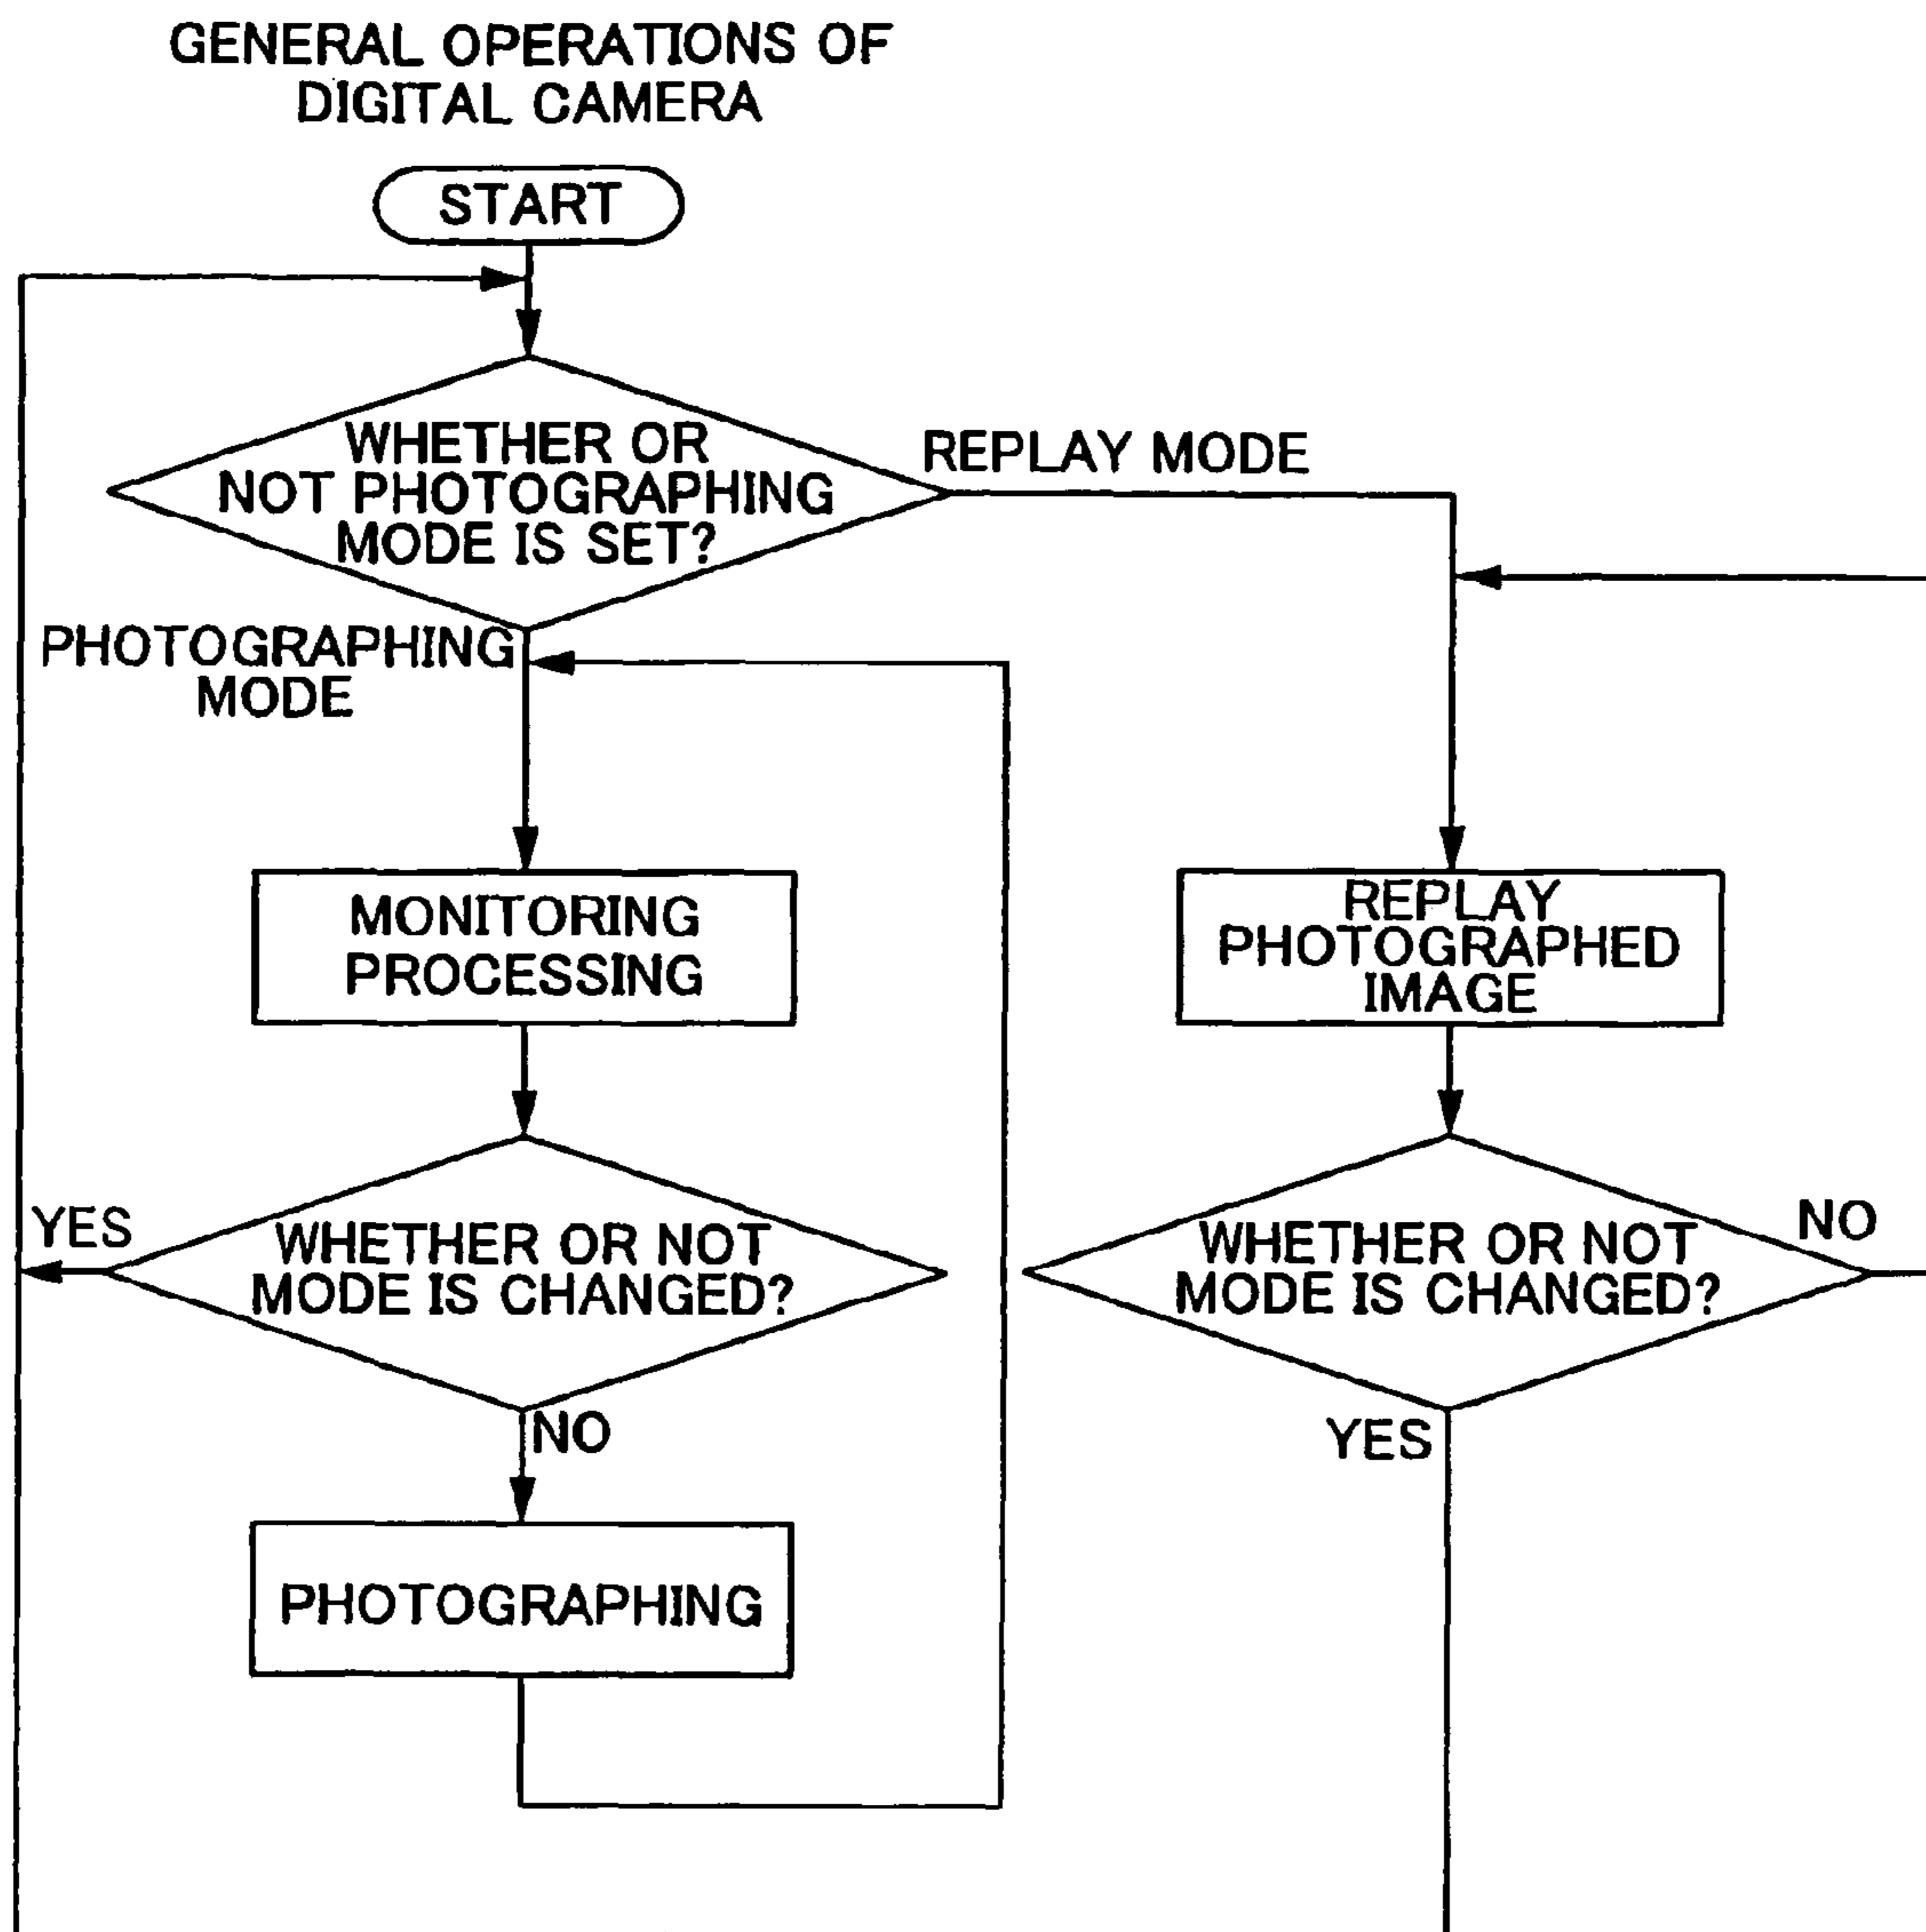 GENERAL OPERATIONS OF
DIGITAL CAMERA
START
WHETHER OR
NOT PHOTOGRAPHING
MODE IS SET?
REPLAY MODE
PHOTOGRAPHING
MODE
MONITORING
PROCESSING
REPLAY
PHOTOGRAPHED
IMAGE
YES
WHETHER OR NOT
MODE IS CHANGED?
NO
WHETHER OR NOT
MODE IS CHANGED?
NO
YES
PHOTOGRAPHING